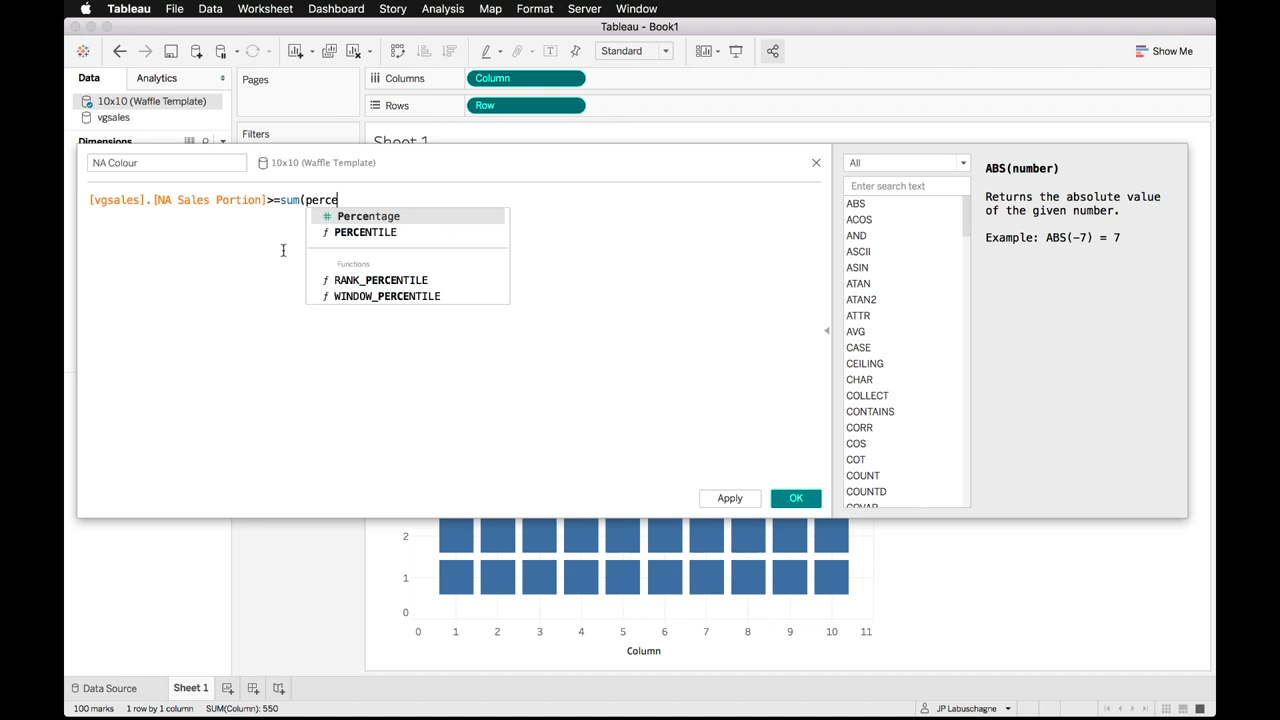 Tableau File Data Worksheet Dashboard Story Analysis Map Format Server Window Help
Tableau - Book1
Standard
Show Me
Data Analytics
Pages
Columns Column
10x10 (Waffle Template)
vgsales
Rows Row
Dimensions
Filters
Sheet 1
NA Colour
10x10 (Waffle Template)
All
ABS(number)
Enter search text
[vgsales].[NA Sales Portion]>=sum(perce
Percentage
PERCENTILE
Functions
RANK_PERCENTILE
WINDOW_PERCENTILE
ABS
ACOS
AND
ASCII
ASIN
ATAN
ATAN2
ATTR
AVG
CASE
CEILING
CHAR
COLLECT
CONTAINS
CORR
COS
COT
COUNT
COUNTD
COVAR
Returns the absolute value
of the given number.
Example: ABS(-7) = 7
Apply
OK
2
1
0
0 1 2 3 4 5 6 7 8 9 10 11
Column
Data Source
Sheet 1
100 marks 1 row by 1 column SUM(Column): 550
JP Labuschagne